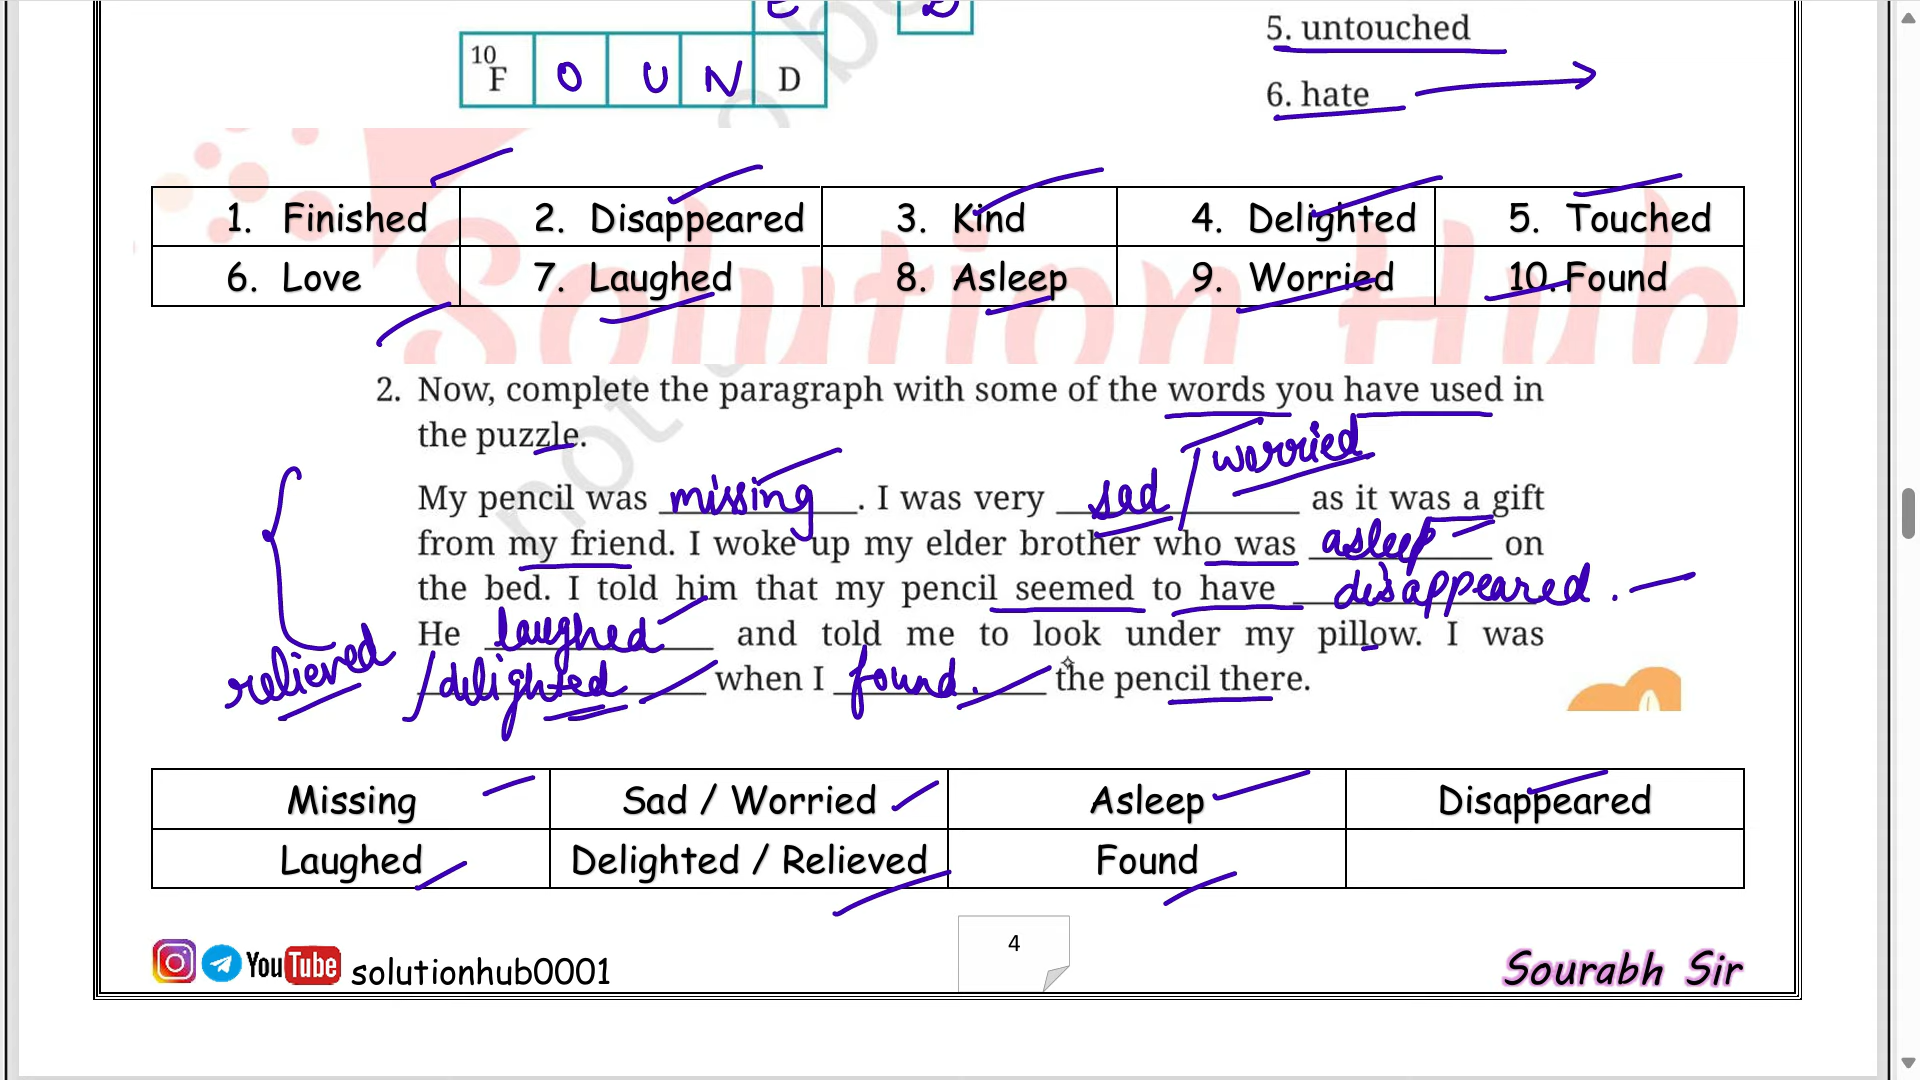 E D
5. untouched
10 F O U N D
6. hate
1. Finished 2. Disappeared 3. Kind 4. Delighted 5. Touched
6. Love 7. Laughed 8. Asleep 9. Worried 10. Found
Solution Hub
2. Now, complete the paragraph with some of the words you have used in
the puzzle.
My pencil was missing. I was very sad / worried as it was a gift
from my friend. I woke up my elder brother who was asleep on
the bed. I told him that my pencil seemed to have disappeared.
He laughed and told me to look under my pillow. I was
relieved / delighted when I found. the pencil there.
Missing Sad / Worried Asleep Disappeared
Laughed Delighted / Relieved Found
4
YouTube solutionhub0001 Sourabh Sir